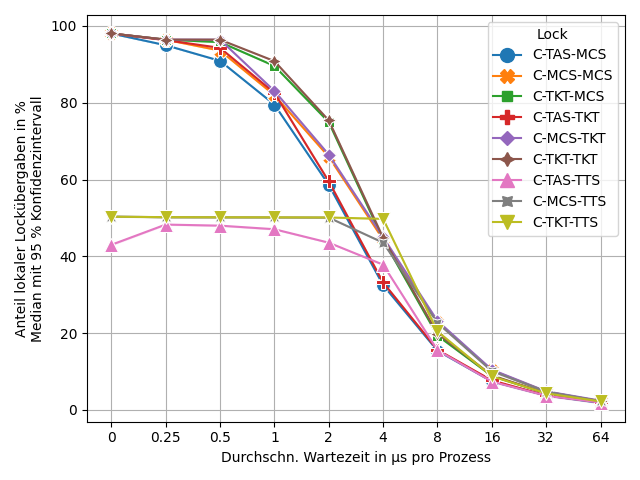 Anteil lokaler Lockübergaben in %
Median mit 95 % Konfidenzintervall
100
80
60
40
20
0
0 0.25 0.5 1 2 4 8 16 32 64
Durchschn. Wartezeit in µs pro Prozess
Lock
C-TAS-MCS
C-MCS-MCS
C-TKT-MCS
C-TAS-TKT
C-MCS-TKT
C-TKT-TKT
C-TAS-TTS
C-MCS-TTS
C-TKT-TTS